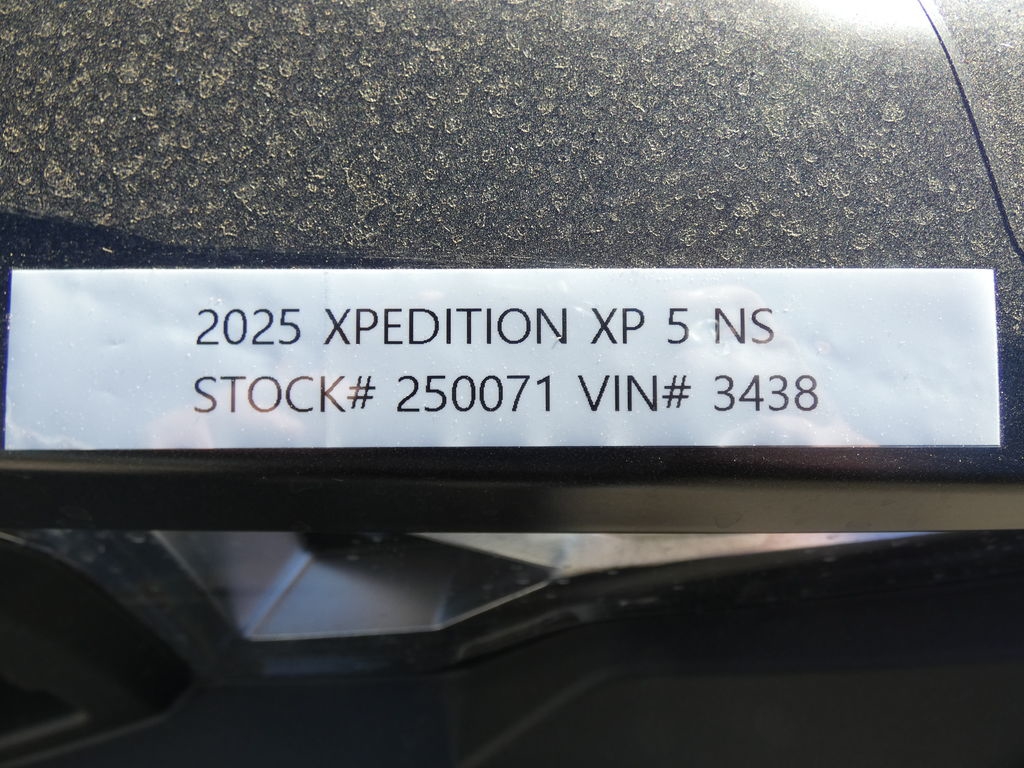 2025 XPEDITION XP 5 NS
STOCK# 250071 VIN# 3438